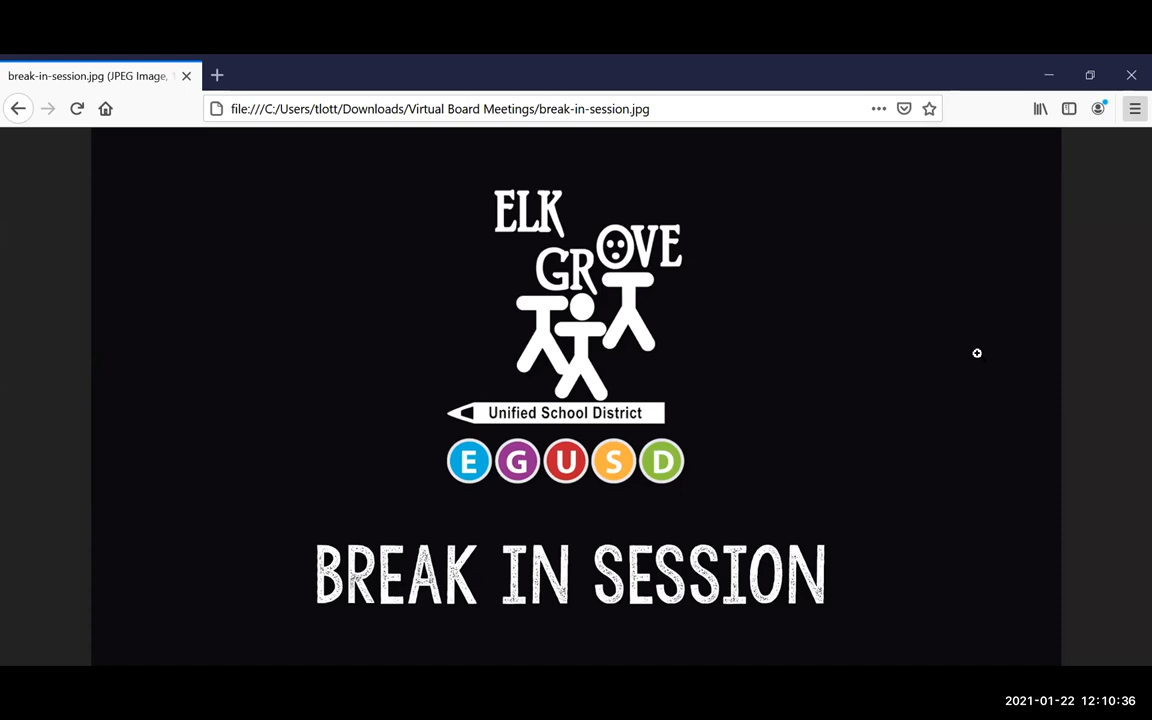 break-in-session.jpg (JPEG Image,
file:///C:/Users/tlott/Downloads/Virtual Board Meetings/break-in-session.jpg
ELK
GROVE
Unified School District
EGUSD
BREAK IN SESSION
2021-01-22 12:10:36